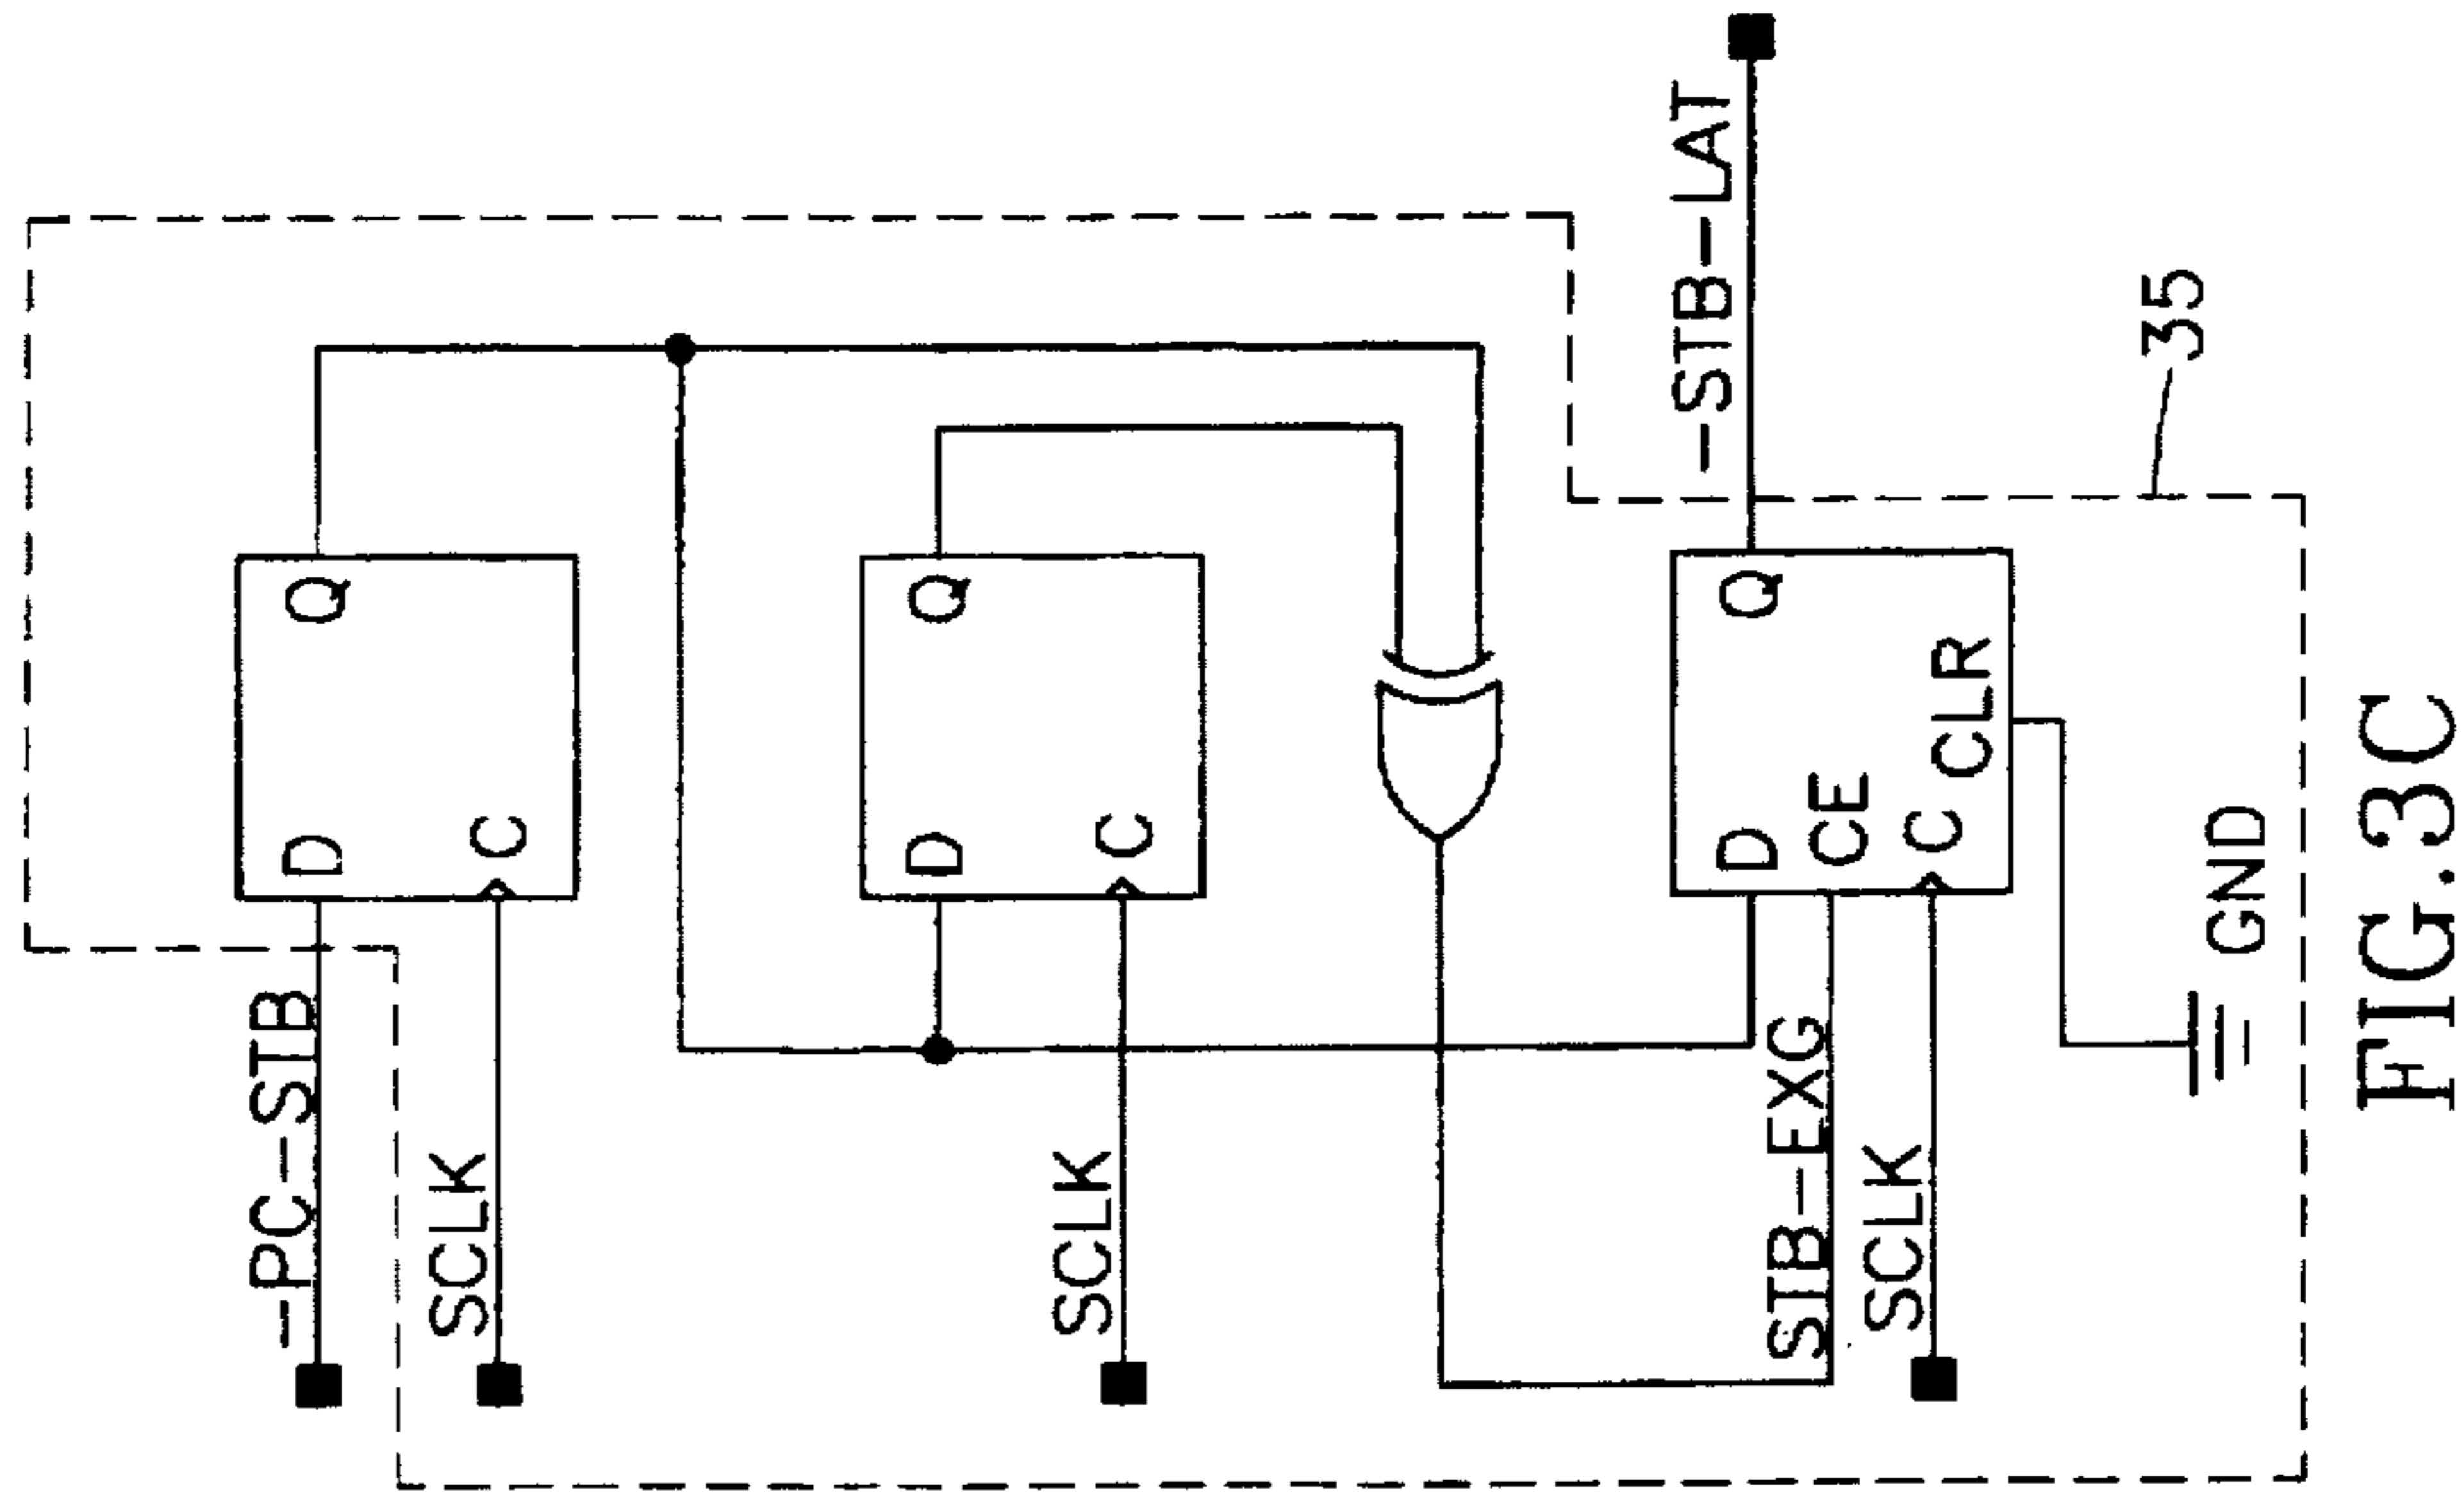 -PC-STB
SCLK
D
Q
C
SCLK
D
Q
C
STB-EXG
SCLK
D
Q
CE
C
CLR
-STB-LAT
GND
35
FIG.3C